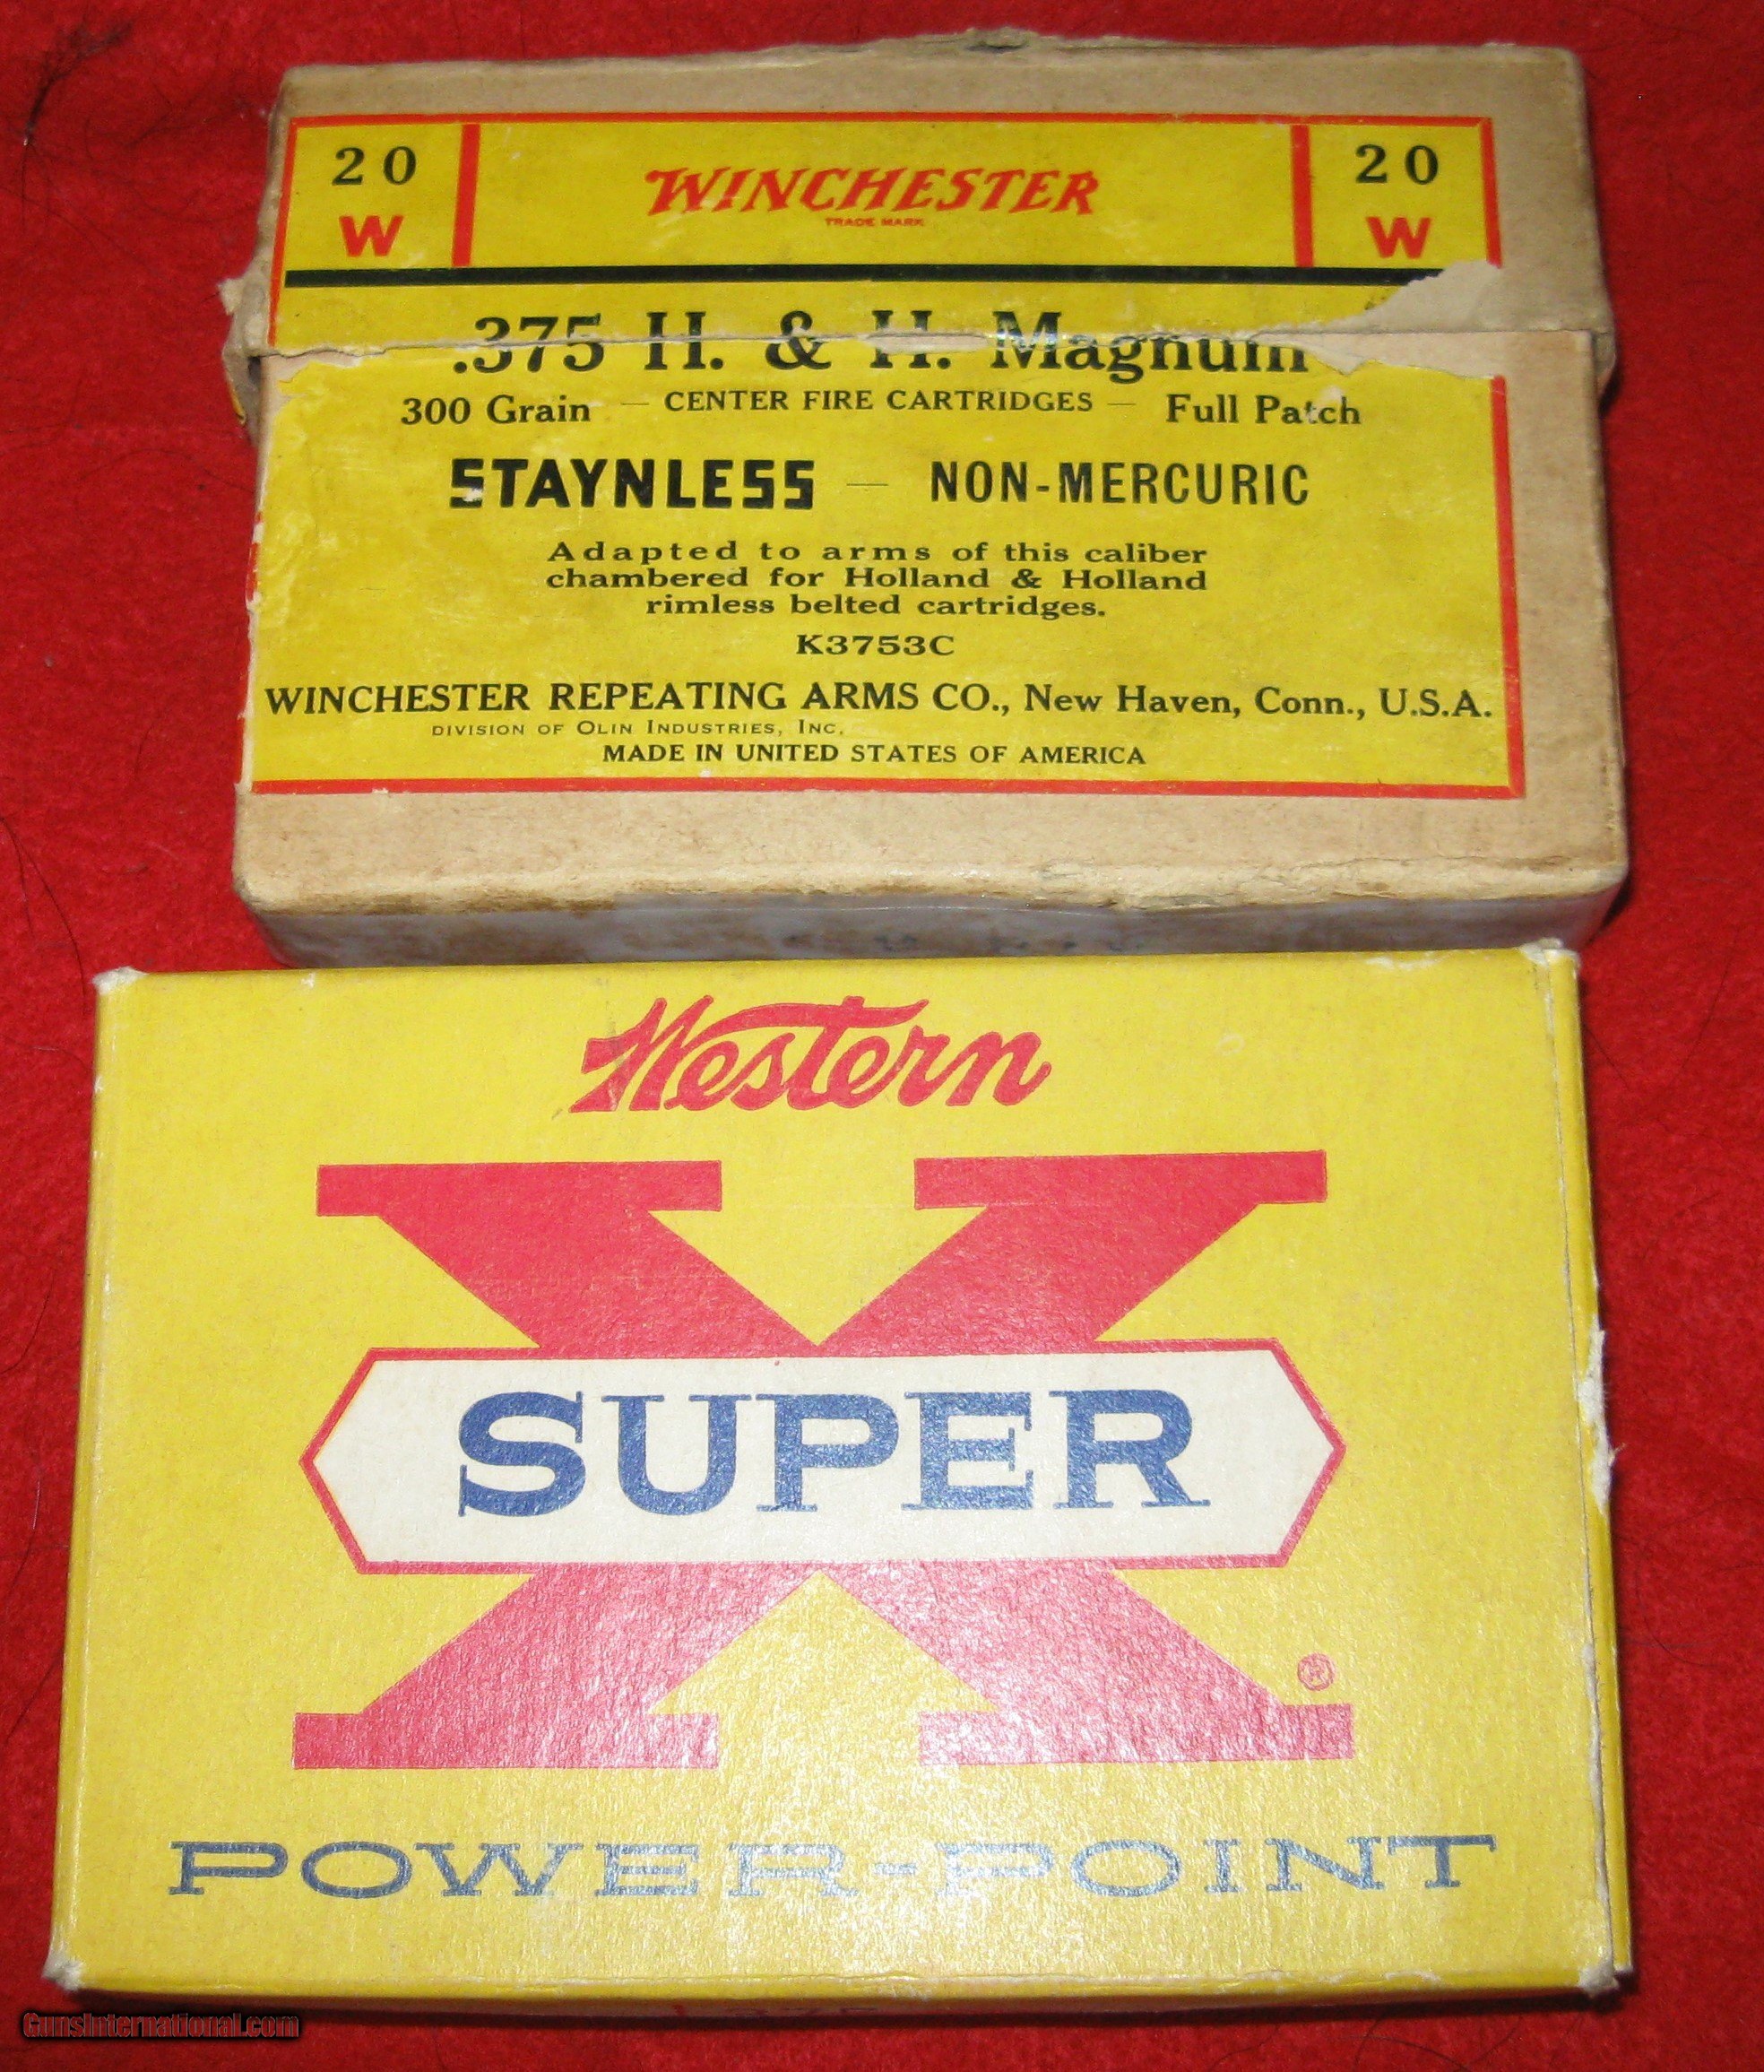 20 WINCHESTER 20
W TRADE MARK W
.375 H. & H. Magnum
300 Grain — CENTER FIRE CARTRIDGES — Full Patch
STAYNLESS — NON-MERCURIC
Adapted to arms of this caliber
chambered for Holland & Holland
rimless belted cartridges.
K3753C
WINCHESTER REPEATING ARMS CO., New Haven, Conn., U.S.A.
DIVISION OF OLIN INDUSTRIES, INC.
MADE IN UNITED STATES OF AMERICA
Western
X
SUPER
®
POWER-POINT
GunsInternational.com